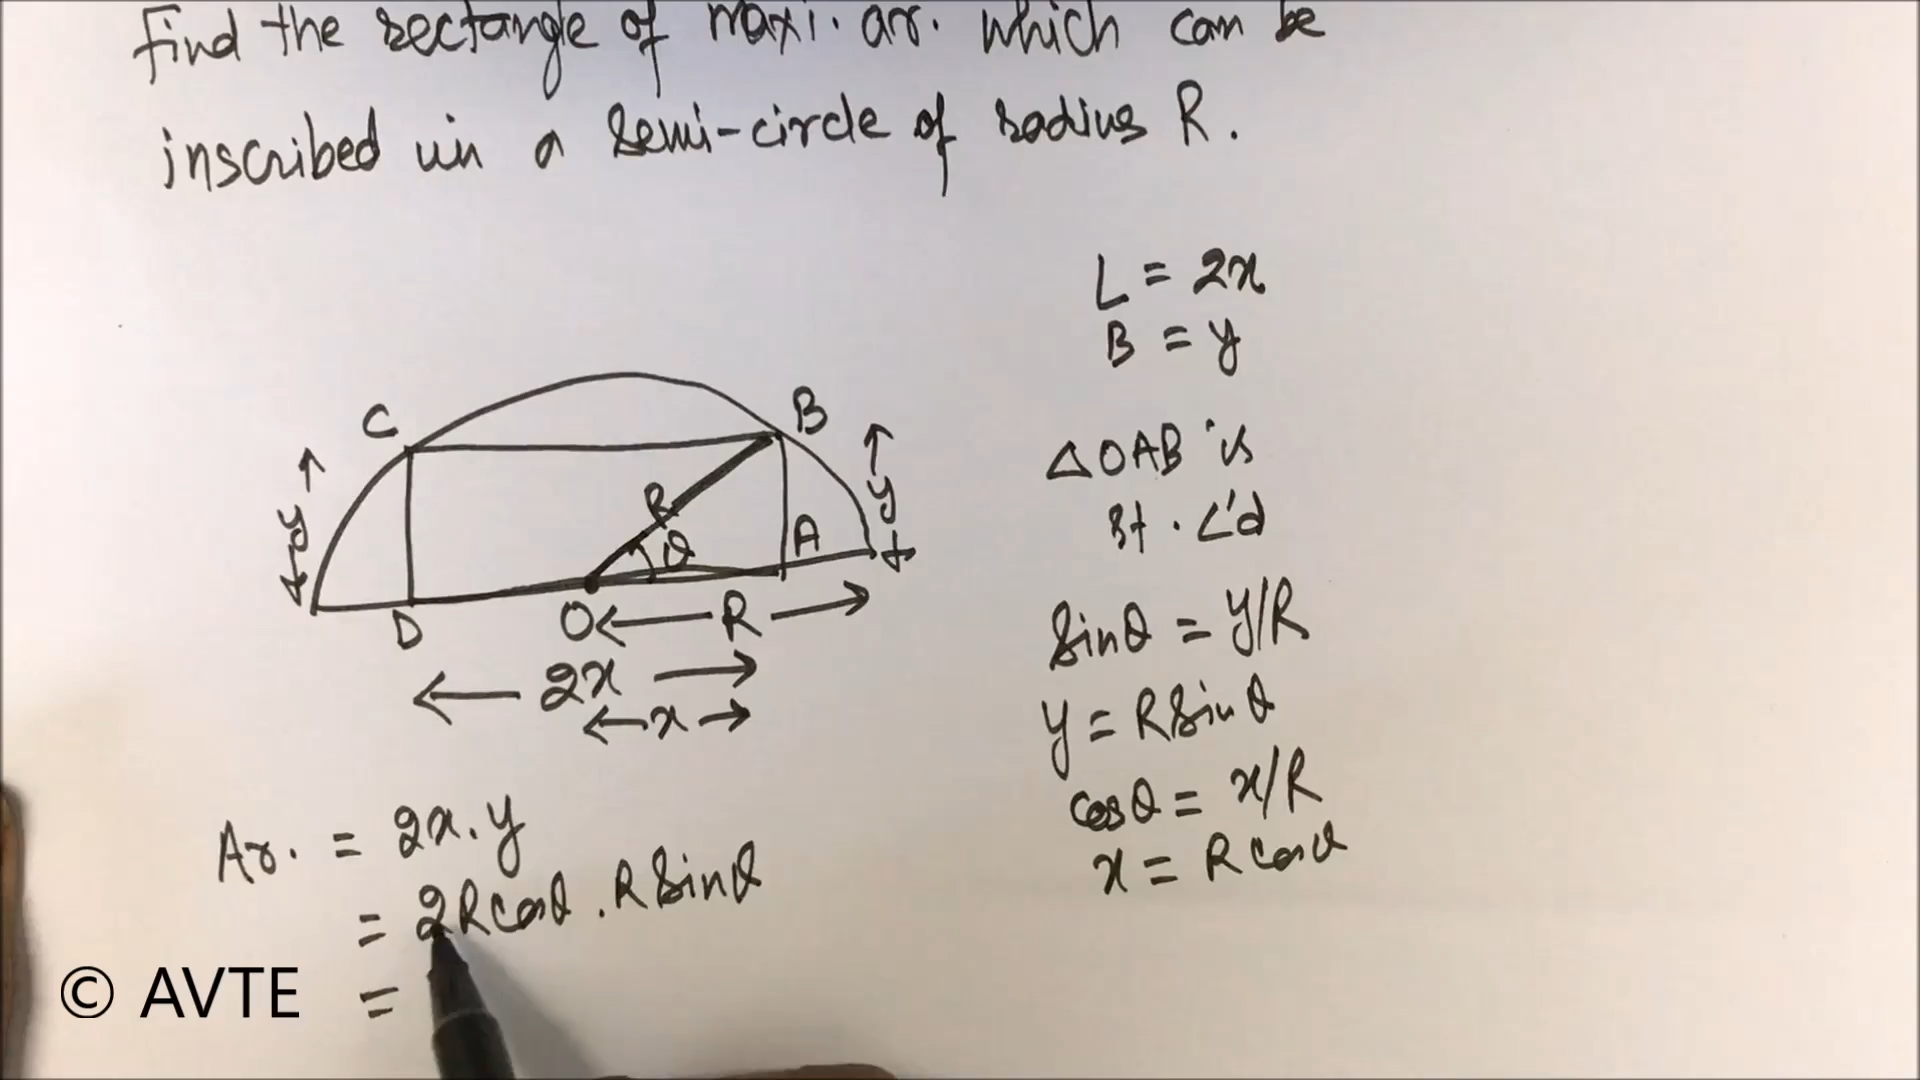 Find the rectangle of maxi. ar. which can be
inscribed in a semi-circle of radius R.
L = 2x
B = y
C
B
y
R
θ
A
y
D
O
R
2x
x
△OAB is
rt. ∠'d
sinθ = y/R
y = R sinθ
cosθ = x/R
x = R cosθ
Ar. = 2x.y
= 2R cosθ . R sinθ
=
© AVTE